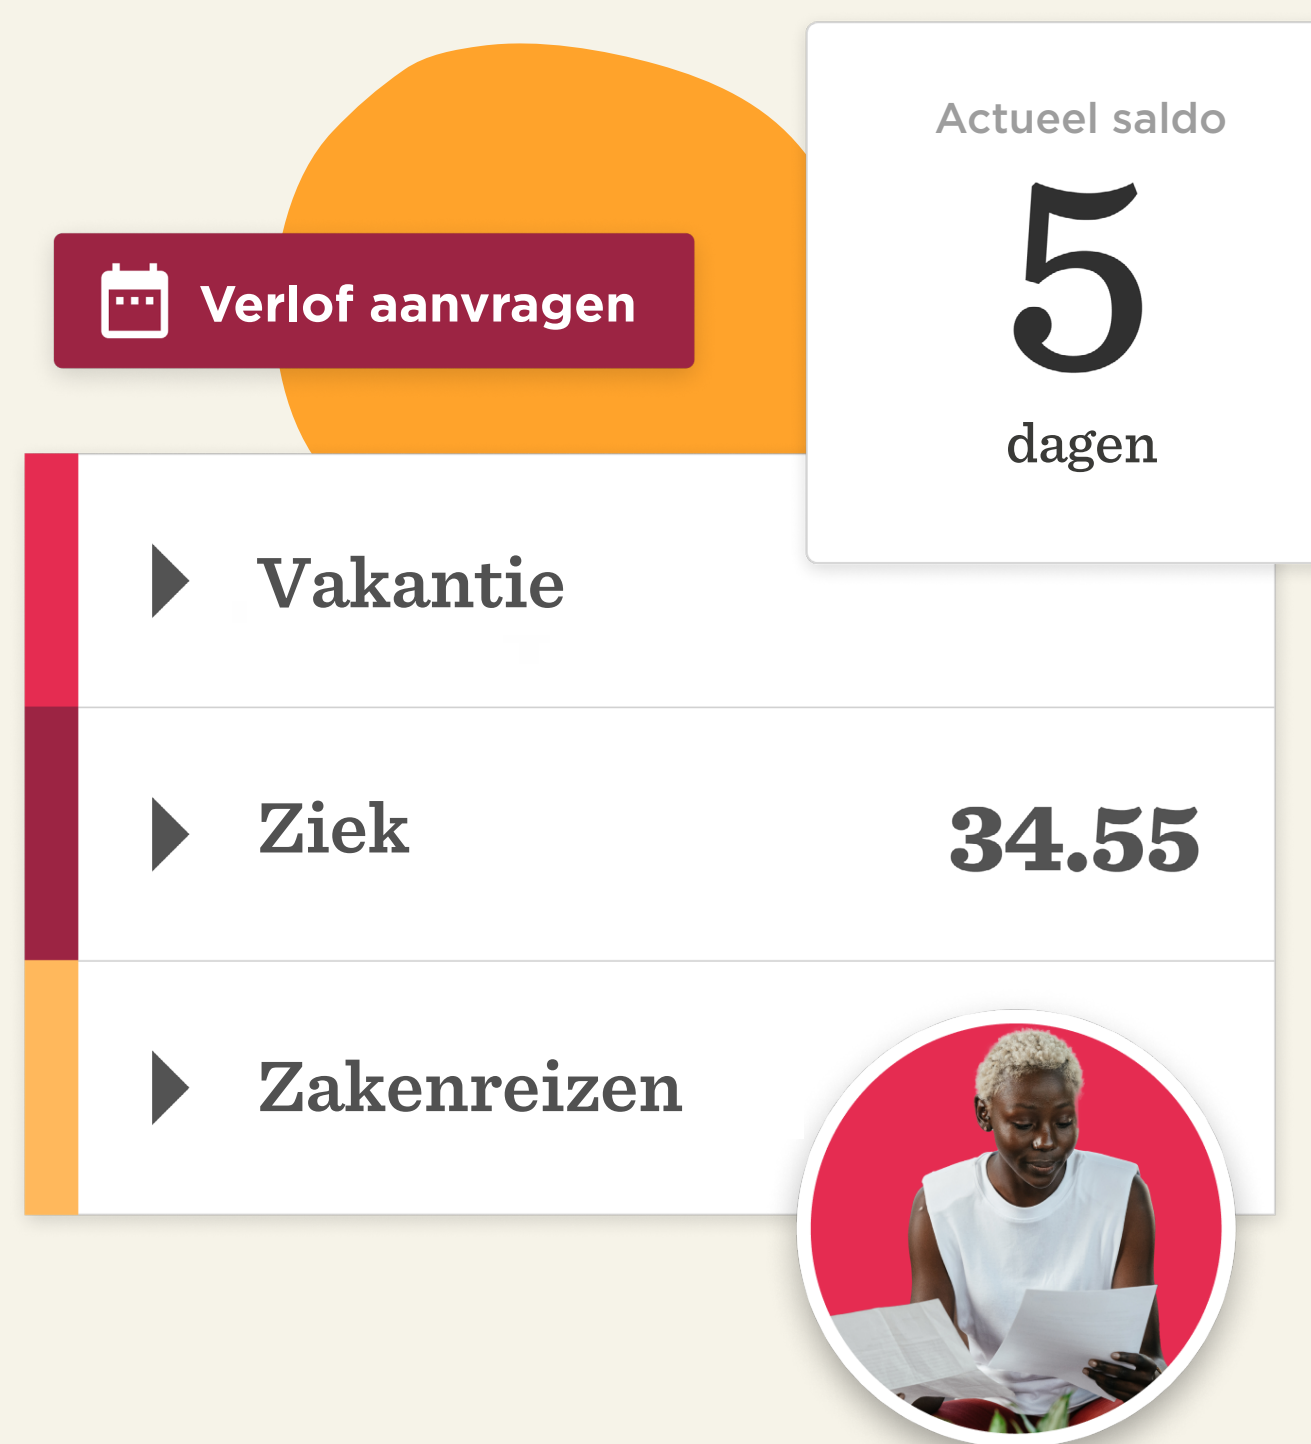 Actueel saldo
5
dagen
Verlof aanvragen
Vakantie
Ziek
34.55
Zakenreizen